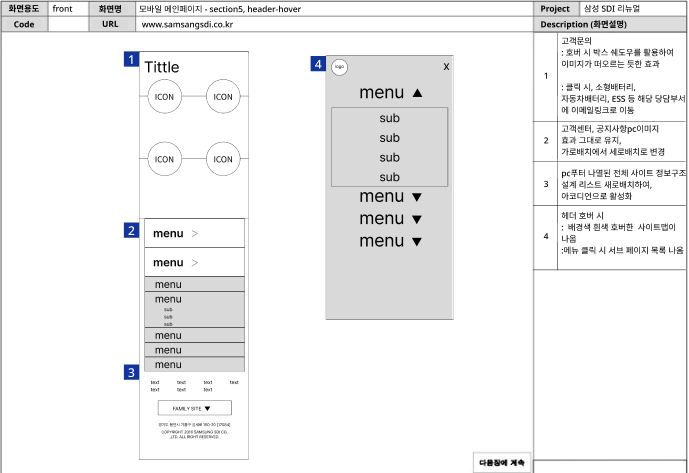 화면용도 front 화면명 모바일 메인페이지 - section5, header-hover Project 삼성 SDI 리뉴얼
Code URL www.samsangsdi.co.kr Description (화면설명)
1
Tittle
ICON ICON
ICON ICON
2
menu >
menu >
menu
menu
sub
sub
sub
menu
menu
menu
3
text text text text
text text text
FAMILY SITE ▼
COPYRIGHT 2018 SAMSUNG SDI CO.
,LTD. ALL RIGHT RESERVED.
4
logo X
menu ▲
sub
sub
sub
sub
menu ▼
menu ▼
menu ▼
1
고객문의
: 호버 시 박스 쉐도우를 활용하여
이미지가 떠오르는 듯한 효과
: 클릭 시, 소형배터리,
자동차배터리, ESS 등 해당 담당부서
에 이메일링크로 이동
2
고객센터, 공지사항pc이미지
효과 그대로 유지,
가로배치에서 세로배치로 변경
3
pc푸터 나열된 전체 사이트 정보구조
설계 리스트 새로배치하여,
아코디언으로 활성화
4
헤더 호버 시
: 배경색 흰색 호버한 사이트맵이
나옴
:메뉴 클릭 시 서브 페이지 목록 나옴
다음장에 계속